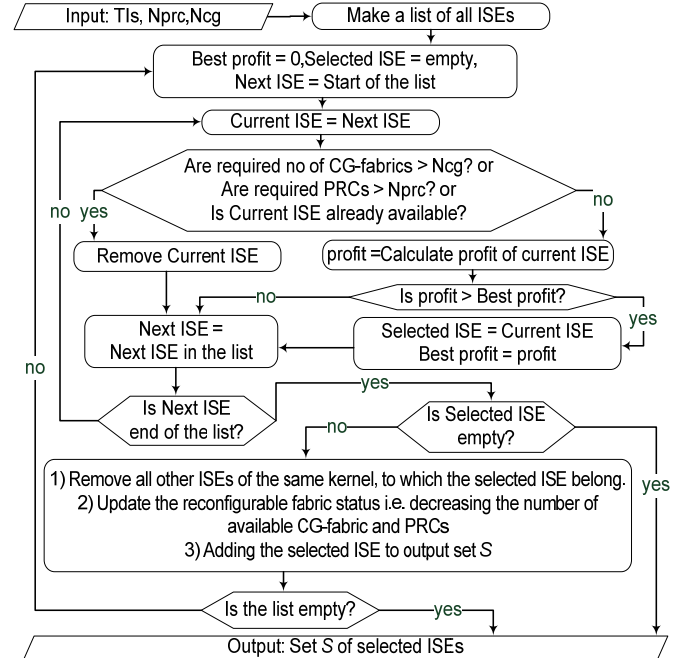 Input: TIs, Nprc,Ncg
Make a list of all ISEs
Best profit = 0,Selected ISE = empty,
Next ISE = Start of the list
Current ISE = Next ISE
Are required no of CG-fabrics > Ncg? or
Are required PRCs > Nprc? or
Is Current ISE already available?
no
yes
no
Remove Current ISE
profit =Calculate profit of current ISE
no
Is profit > Best profit?
yes
Next ISE =
Next ISE in the list
Selected ISE = Current ISE
Best profit = profit
no
yes
Is Next ISE
end of the list?
Is Selected ISE
empty?
no
1) Remove all other ISEs of the same kernel, to which the selected ISE belong.
2) Update the reconfigurable fabric status i.e. decreasing the number of
available CG-fabric and PRCs
3) Adding the selected ISE to output set S
yes
Is the list empty?
yes
Output: Set S of selected ISEs